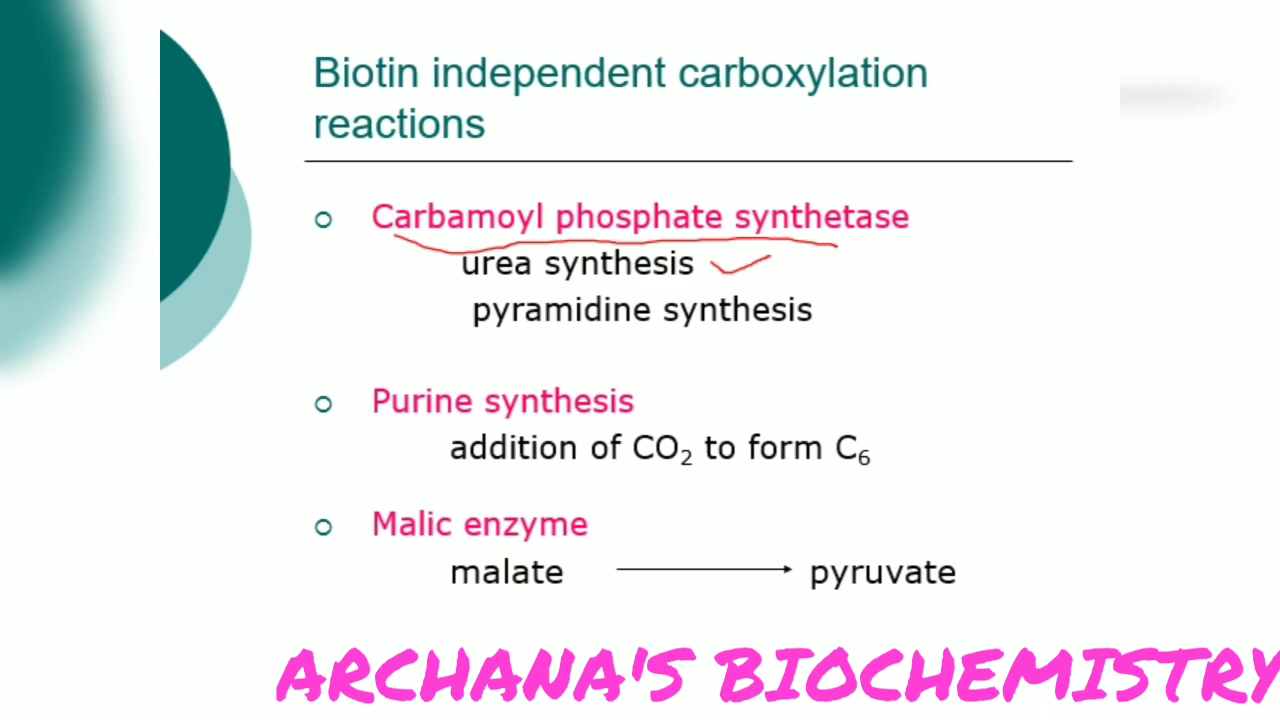 Biotin independent carboxylation
reactions
Carbamoyl phosphate synthetase
urea synthesis
pyramidine synthesis
Purine synthesis
addition of CO₂ to form C₆
Malic enzyme
malate → pyruvate
ARCHANA'S BIOCHEMISTRY